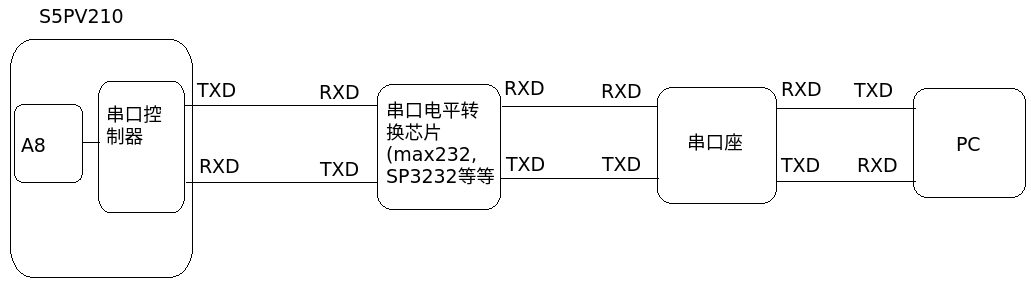 S5PV210
A8
串口控
制器
TXD
RXD
RXD
TXD
串口电平转
换芯片
(max232,
SP3232等等
RXD
RXD
TXD
TXD
串口座
RXD
TXD
TXD
RXD
PC